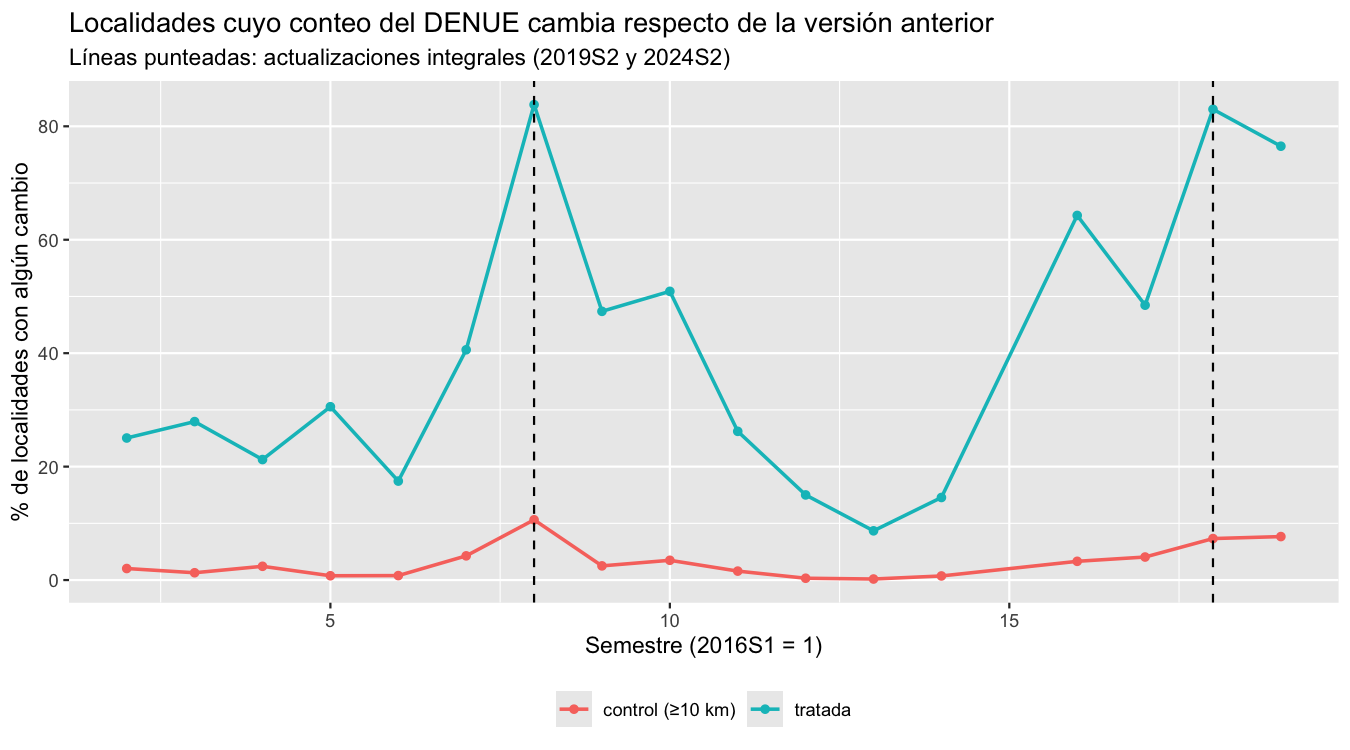 Localidades cuyo conteo del DENUE cambia respecto de la versión anterior
Líneas punteadas: actualizaciones integrales (2019S2 y 2024S2)
% de localidades con algún cambio
80
60
40
20
0
5
10
15
Semestre (2016S1 = 1)
control (≥10 km)
tratada